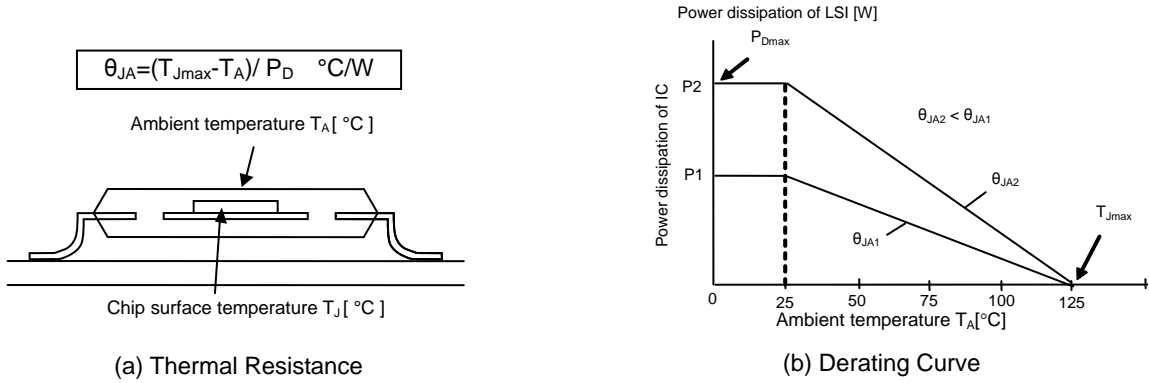 θJA=(TJmax-TA)/ PD °C/W
Ambient temperature TA[ °C ]
Chip surface temperature TJ[ °C ]
(a) Thermal Resistance
Power dissipation of LSI [W]
PDmax
P2
θJA2 < θJA1
Power dissipation of IC
P1
θJA2
TJmax
θJA1
0 25 50 75 100 125
Ambient temperature TA[°C]
(b) Derating Curve